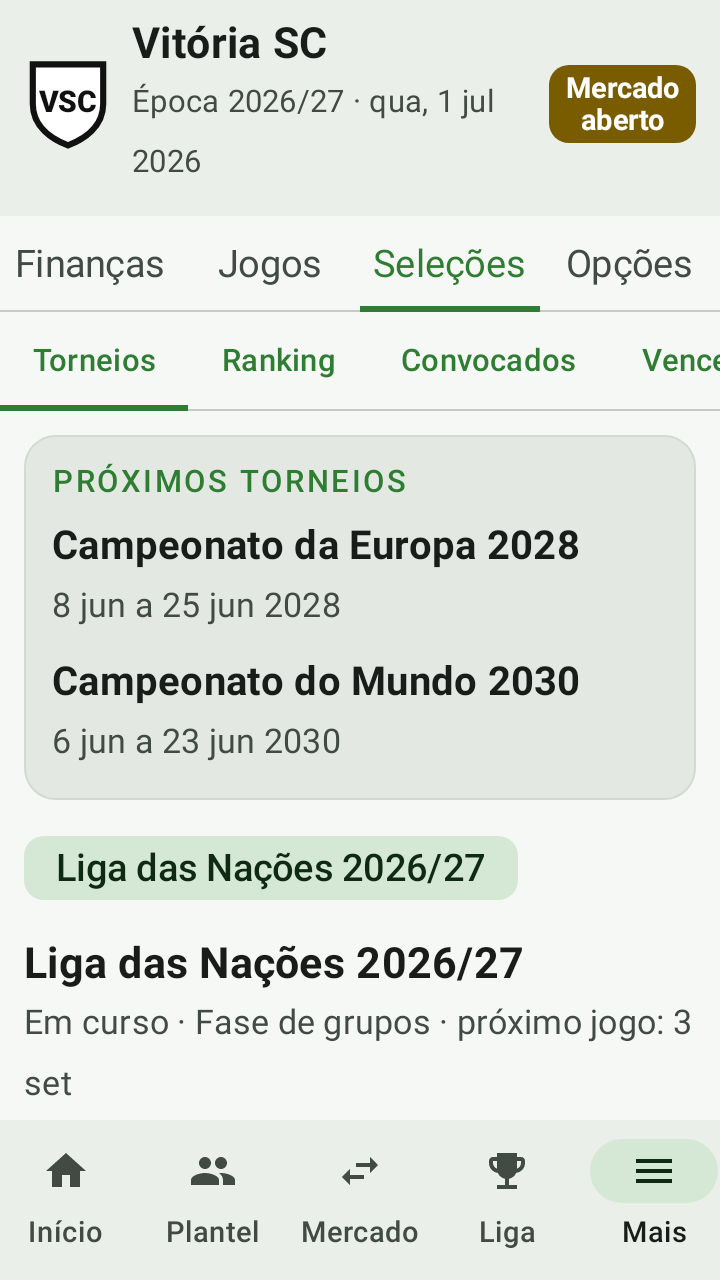 Vitória SC
VSC
Época 2026/27 · qua, 1 jul
2026
Mercado
aberto
Finanças
Jogos
Seleções
Opções
Torneios
Ranking
Convocados
Vence
PRÓXIMOS TORNEIOS
Campeonato da Europa 2028
8 jun a 25 jun 2028
Campeonato do Mundo 2030
6 jun a 23 jun 2030
Liga das Nações 2026/27
Liga das Nações 2026/27
Em curso · Fase de grupos · próximo jogo: 3
set
Início
Plantel
Mercado
Liga
Mais